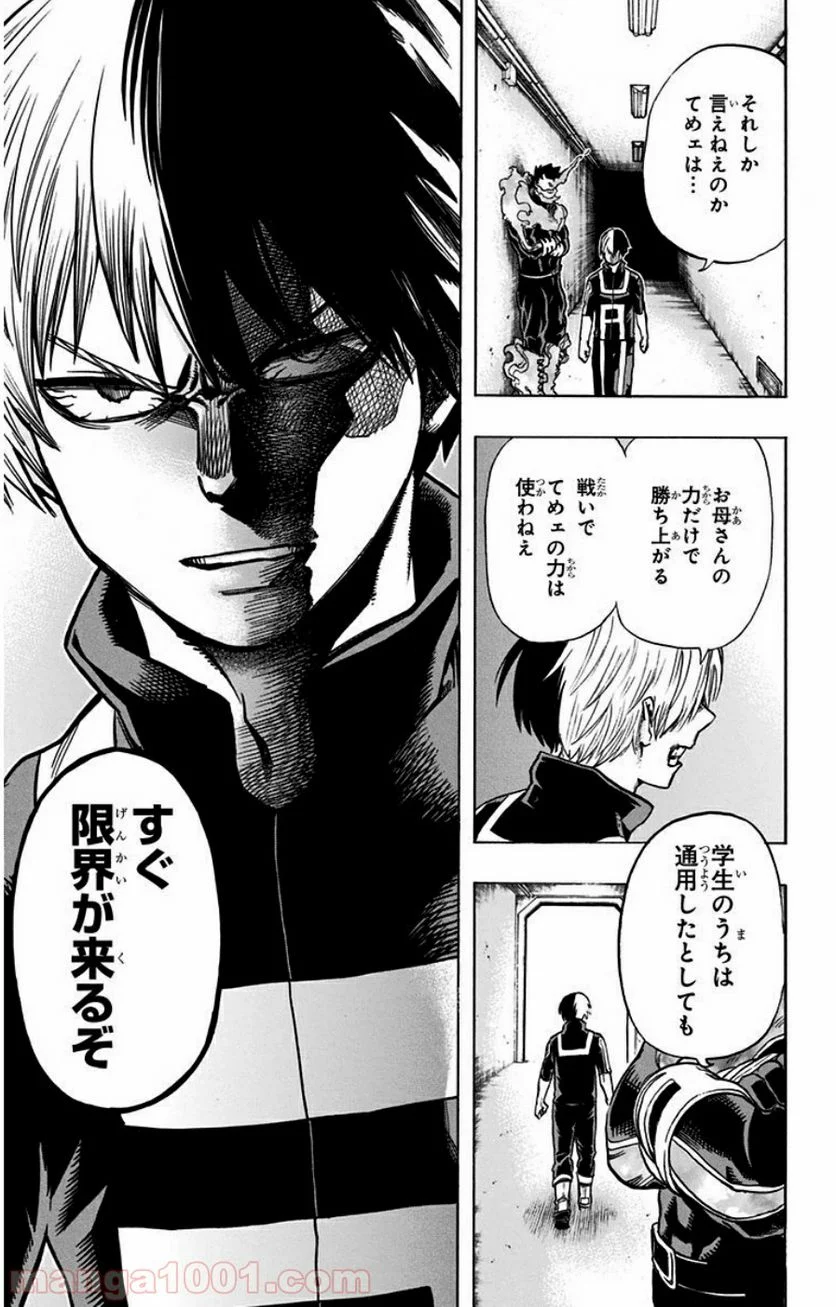 それしか
言えねえのか
てめェは…
お母さんの
力だけで
勝ち上がる
戦いで
てめェの力は
使わねえ
学生のうちは
通用したとしても
すぐ
限界が来るぞ
manga1001.com